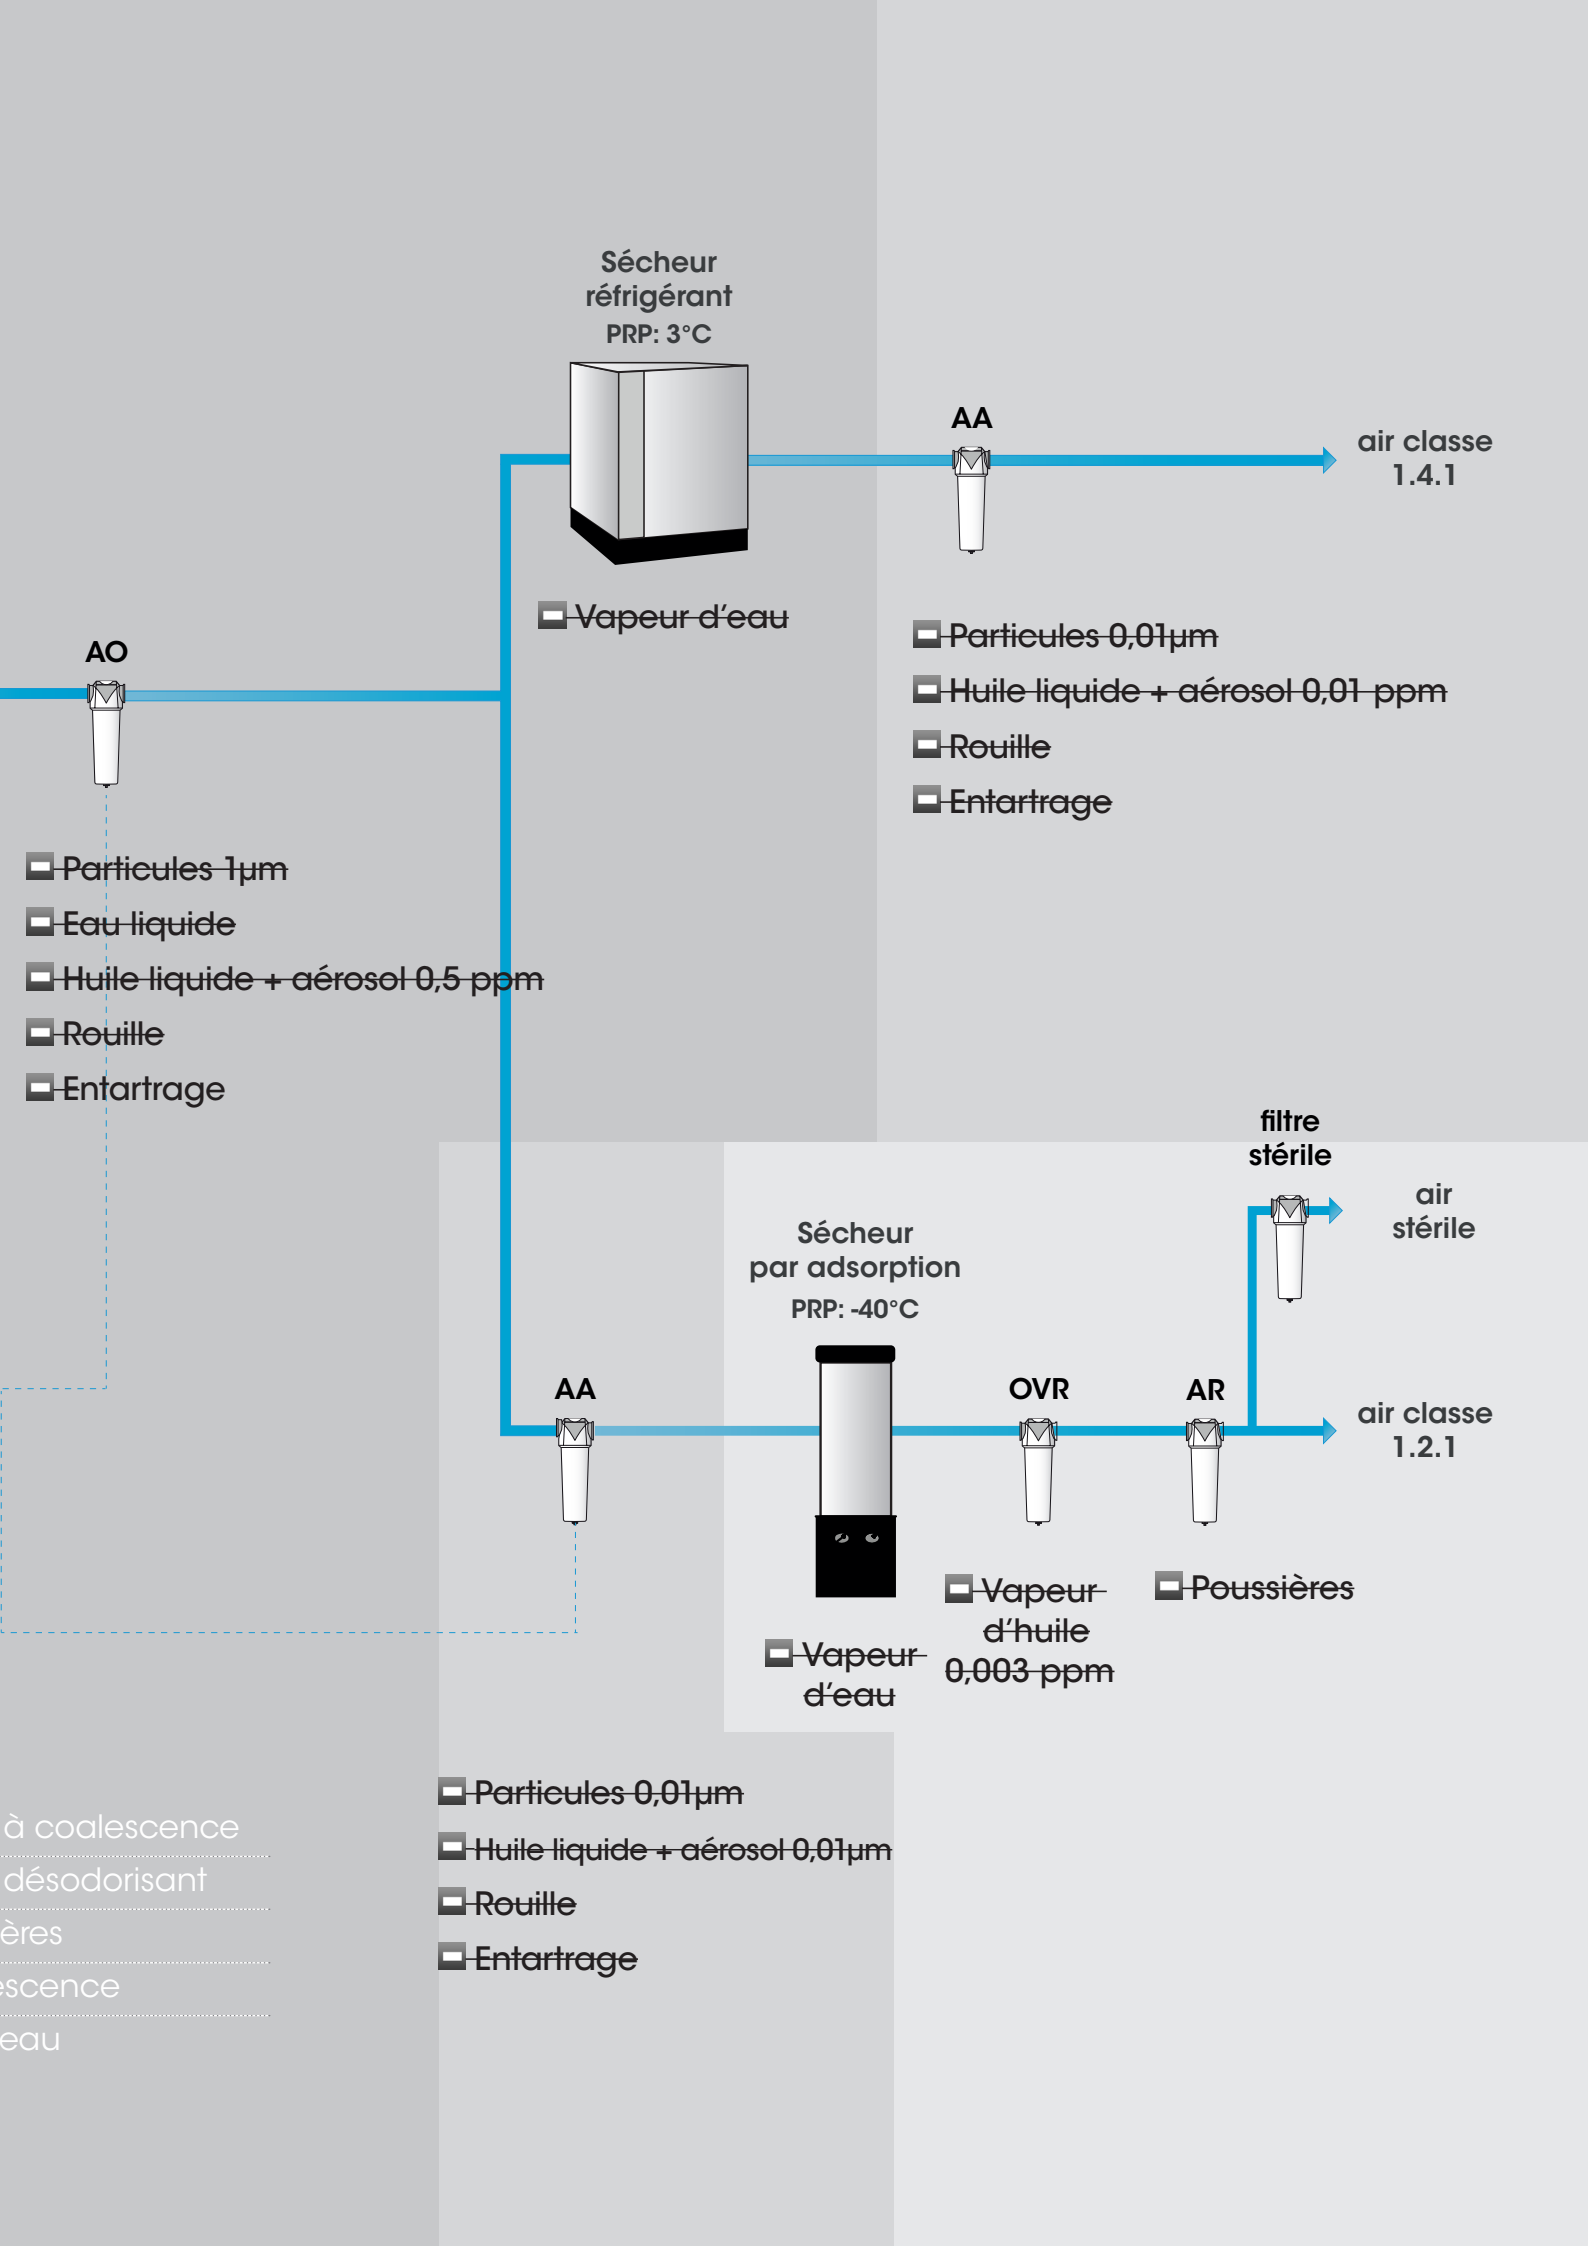 Sécheur
réfrigérant
PRP: 3°C
AA
air classe
1.4.1
Vapeur d’eau
Particules 0,01µm
Huile liquide + aérosol 0,01 ppm
Rouille
Entartrage
AO
Particules 1µm
Eau liquide
Huile liquide + aérosol 0,5 ppm
Rouille
Entartrage
filtre
stérile
air
stérile
Sécheur
par adsorption
PRP: -40°C
AA
OVR
AR
air classe
1.2.1
Vapeur
d’eau
Vapeur
d’huile
0,003 ppm
Poussières
Particules 0,01µm
Huile liquide + aérosol 0,01µm
Rouille
Entartrage
à coalescence
désodorisant
ères
escence
eau